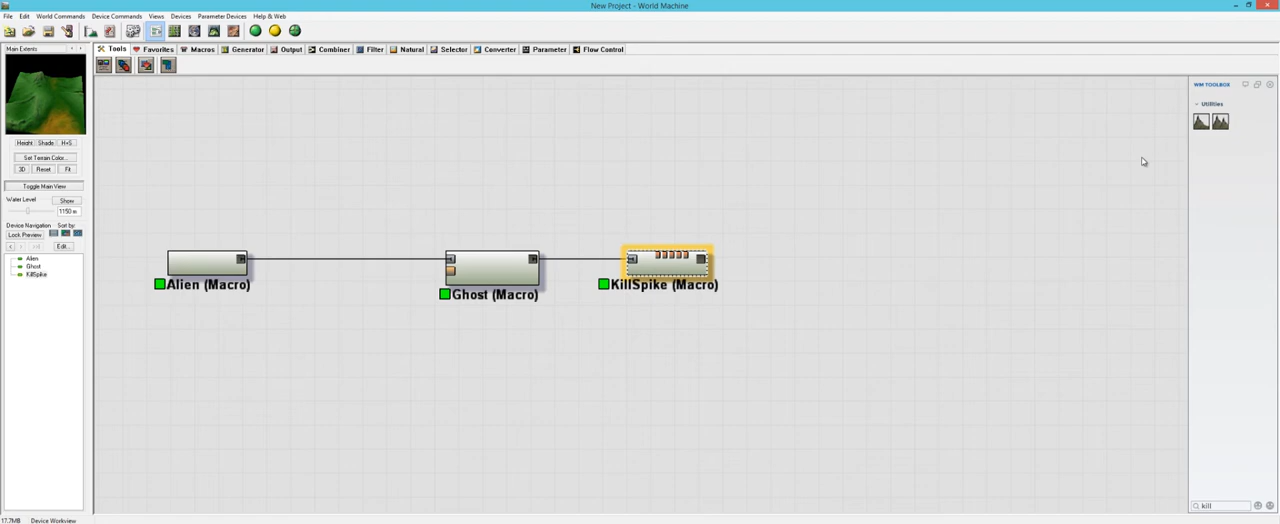 New Project - World Machine
File Edit World Commands Device Commands Views Devices Parameter Devices Help & Web
Main Extents
Tools Favorites Macros Generator Output Combiner Filter Natural Selector Converter Parameter Flow Control
WM TOOLBOX
Utilities
Height Shade H+S
Set Terrain Color...
3D Reset Fit
Toggle Main View
Water Level Show
1150 m
Device Navigation Sort by
Lock Preview
Edit...
Alien
Ghost
KillSpike
Alien (Macro)
Ghost (Macro)
KillSpike (Macro)
kill
17.7MB Device Workview